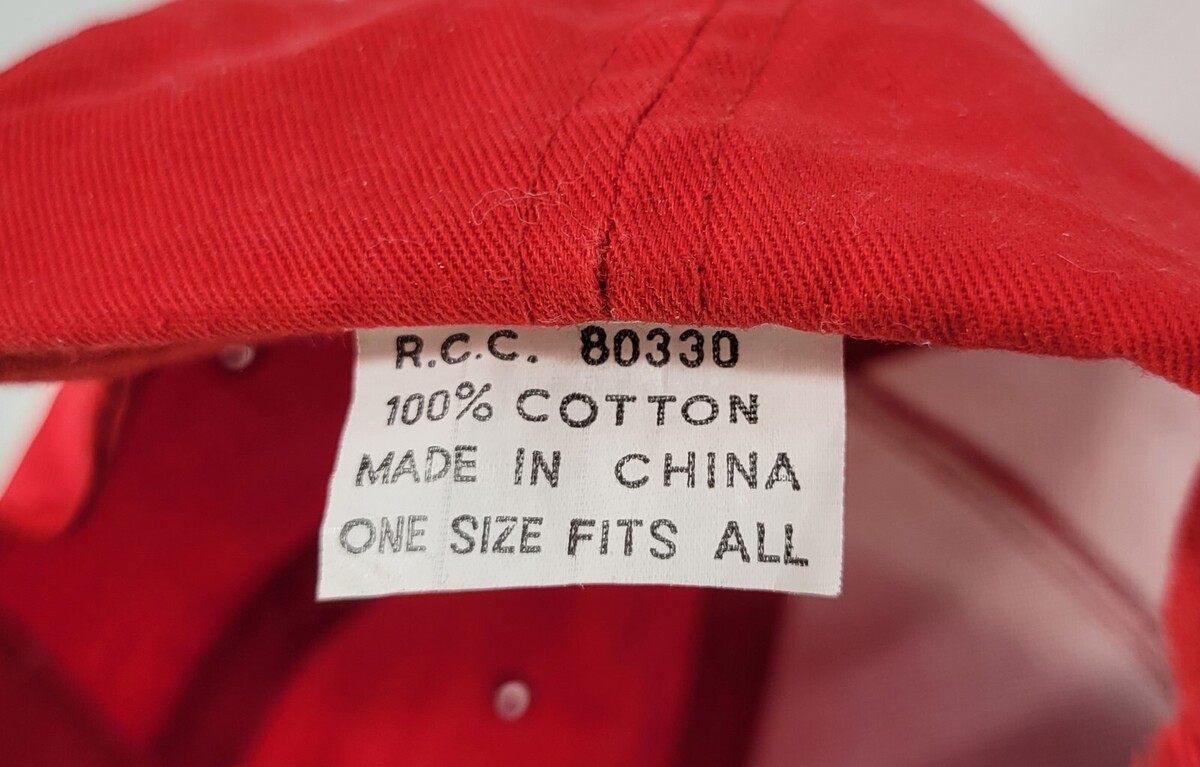 R.C.C. 80330
100% COTTON
MADE IN CHINA
ONE SIZE FITS ALL